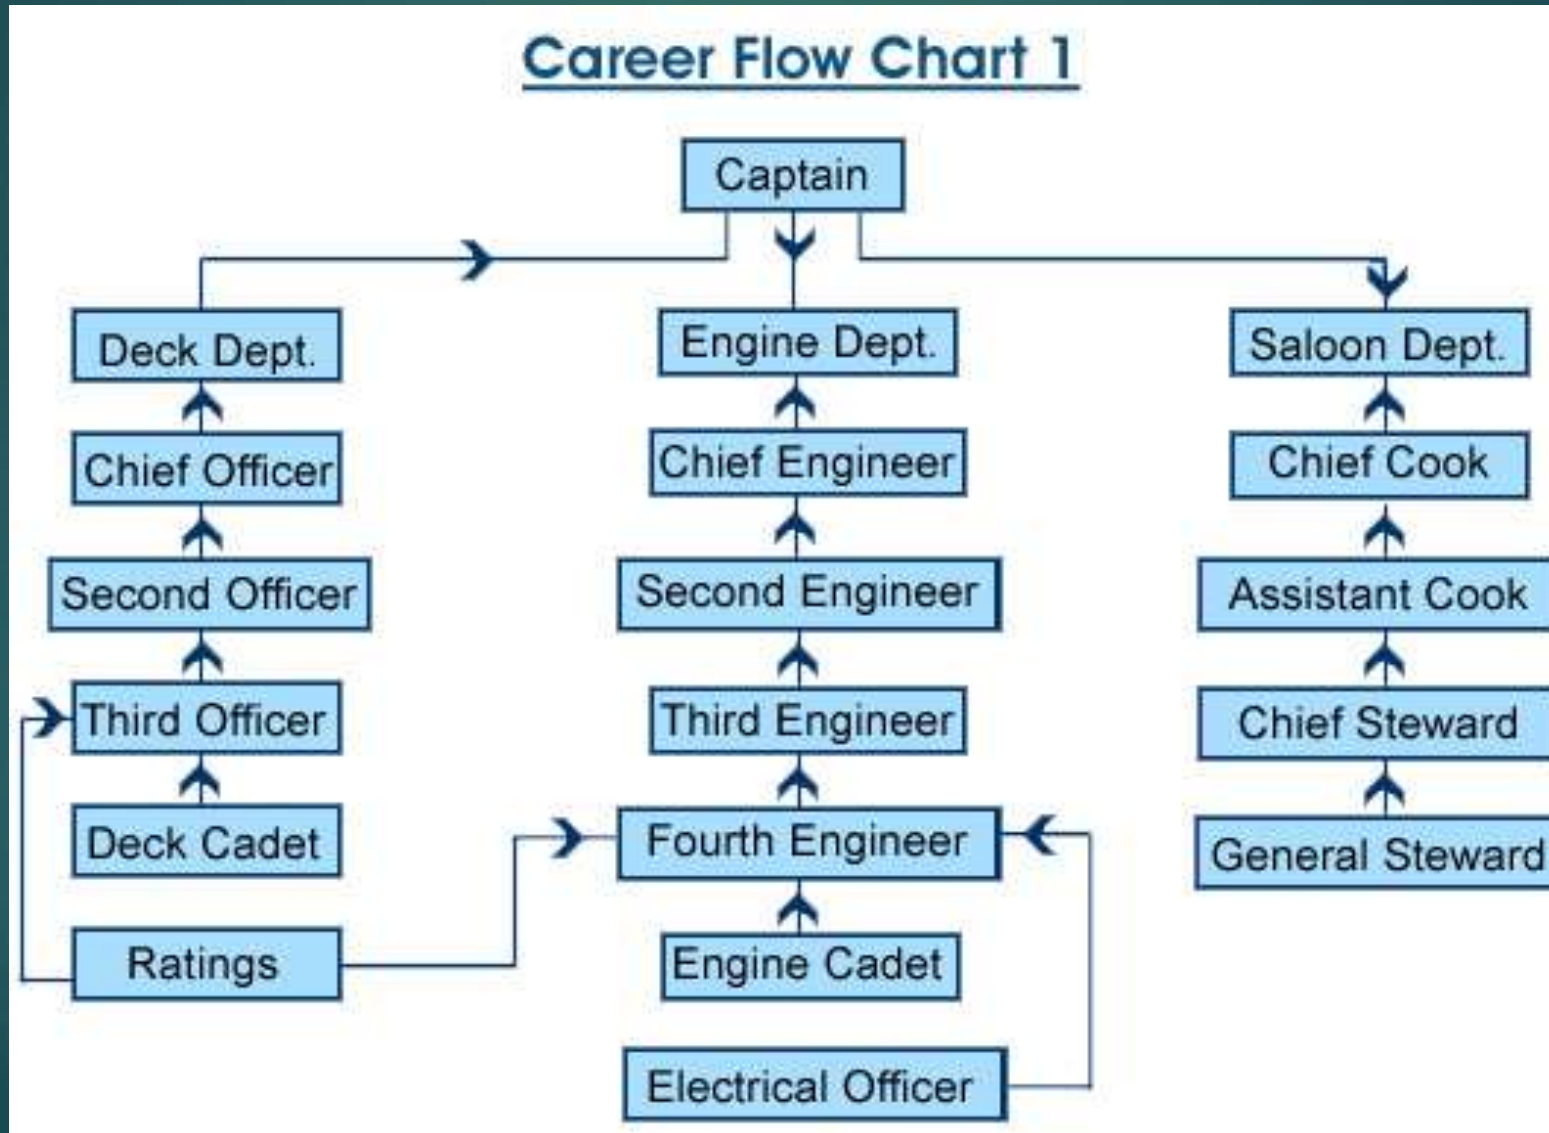 Career Flow Chart 1
Captain
Deck Dept.
Engine Dept.
Saloon Dept.
Chief Officer
Chief Engineer
Chief Cook
Second Officer
Second Engineer
Assistant Cook
Third Officer
Third Engineer
Chief Steward
Deck Cadet
Fourth Engineer
General Steward
Ratings
Engine Cadet
Electrical Officer